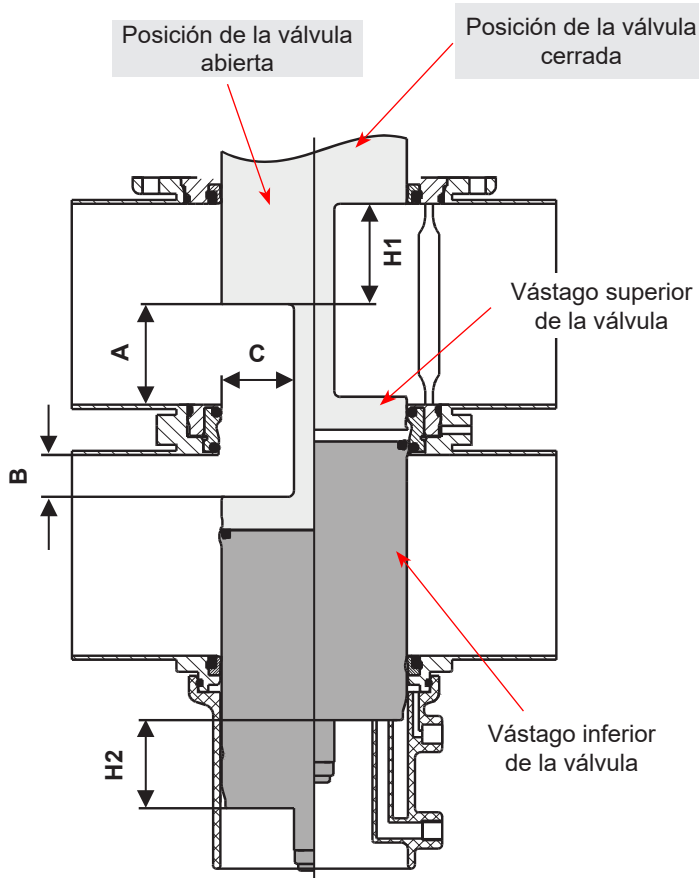 Posición de la válvula
abierta
Posición de la válvula
cerrada
H1
A
C
Vástago superior
de la válvula
B
H2
Vástago inferior
de la válvula